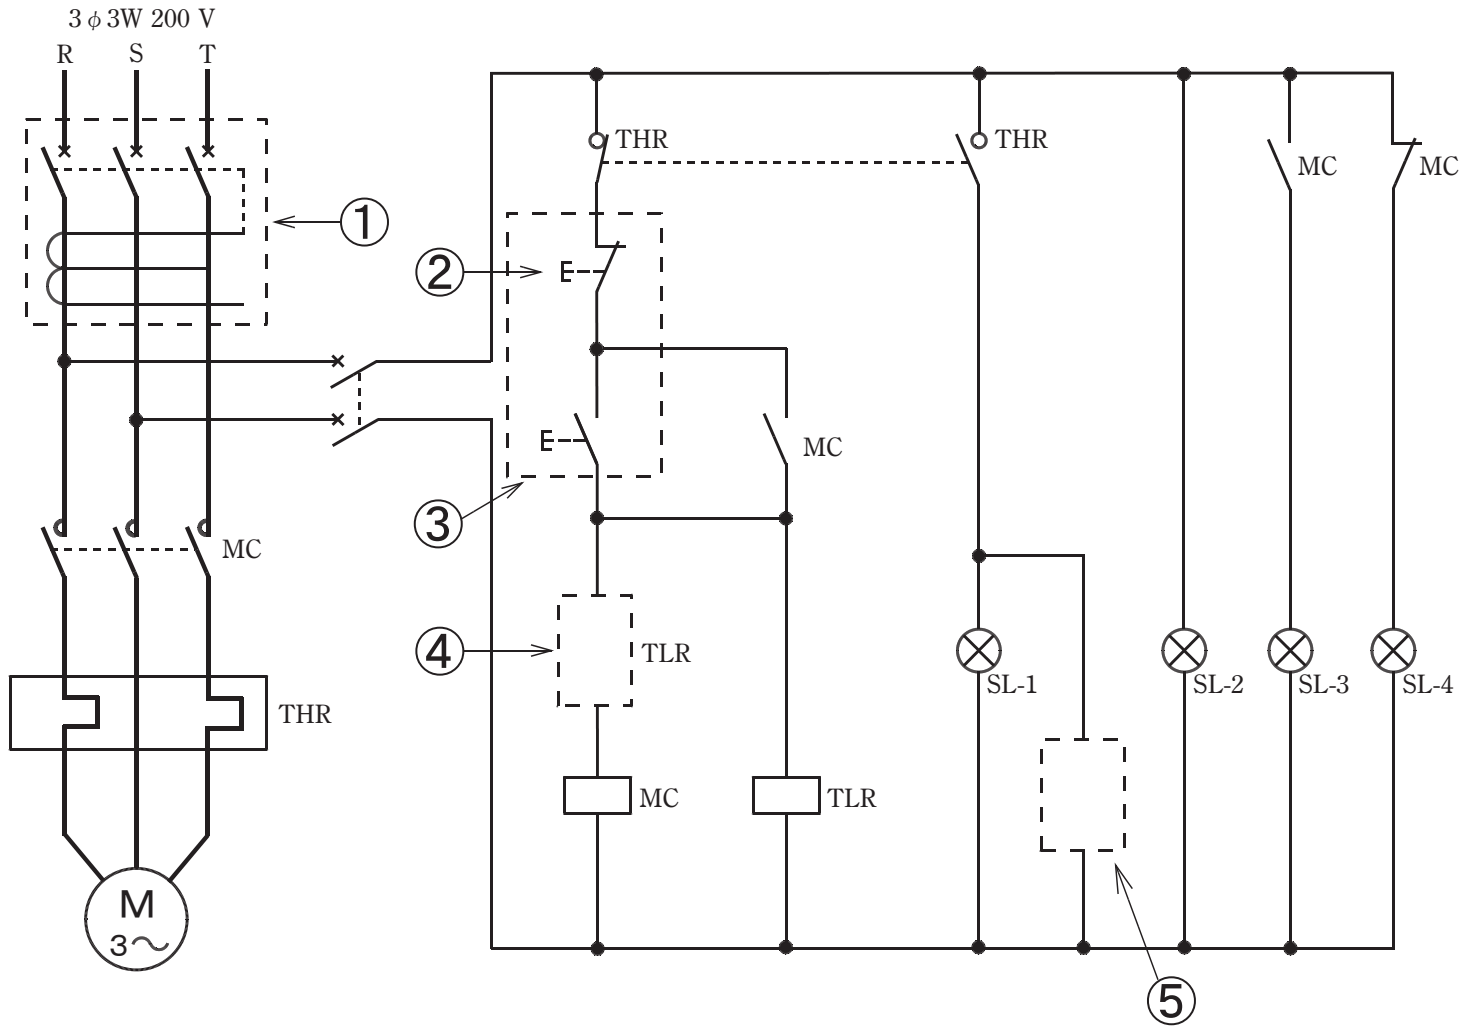 3φ3W 200 V
R S T
THR
THR
MC
MC
①
②
③
MC
MC
④
TLR
SL-1
SL-2
SL-3
SL-4
THR
MC
TLR
M
3～
⑤